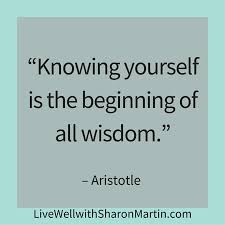 “Knowing yourself
is the beginning of
all wisdom.”
– Aristotle
LiveWellwithSharonMartin.com